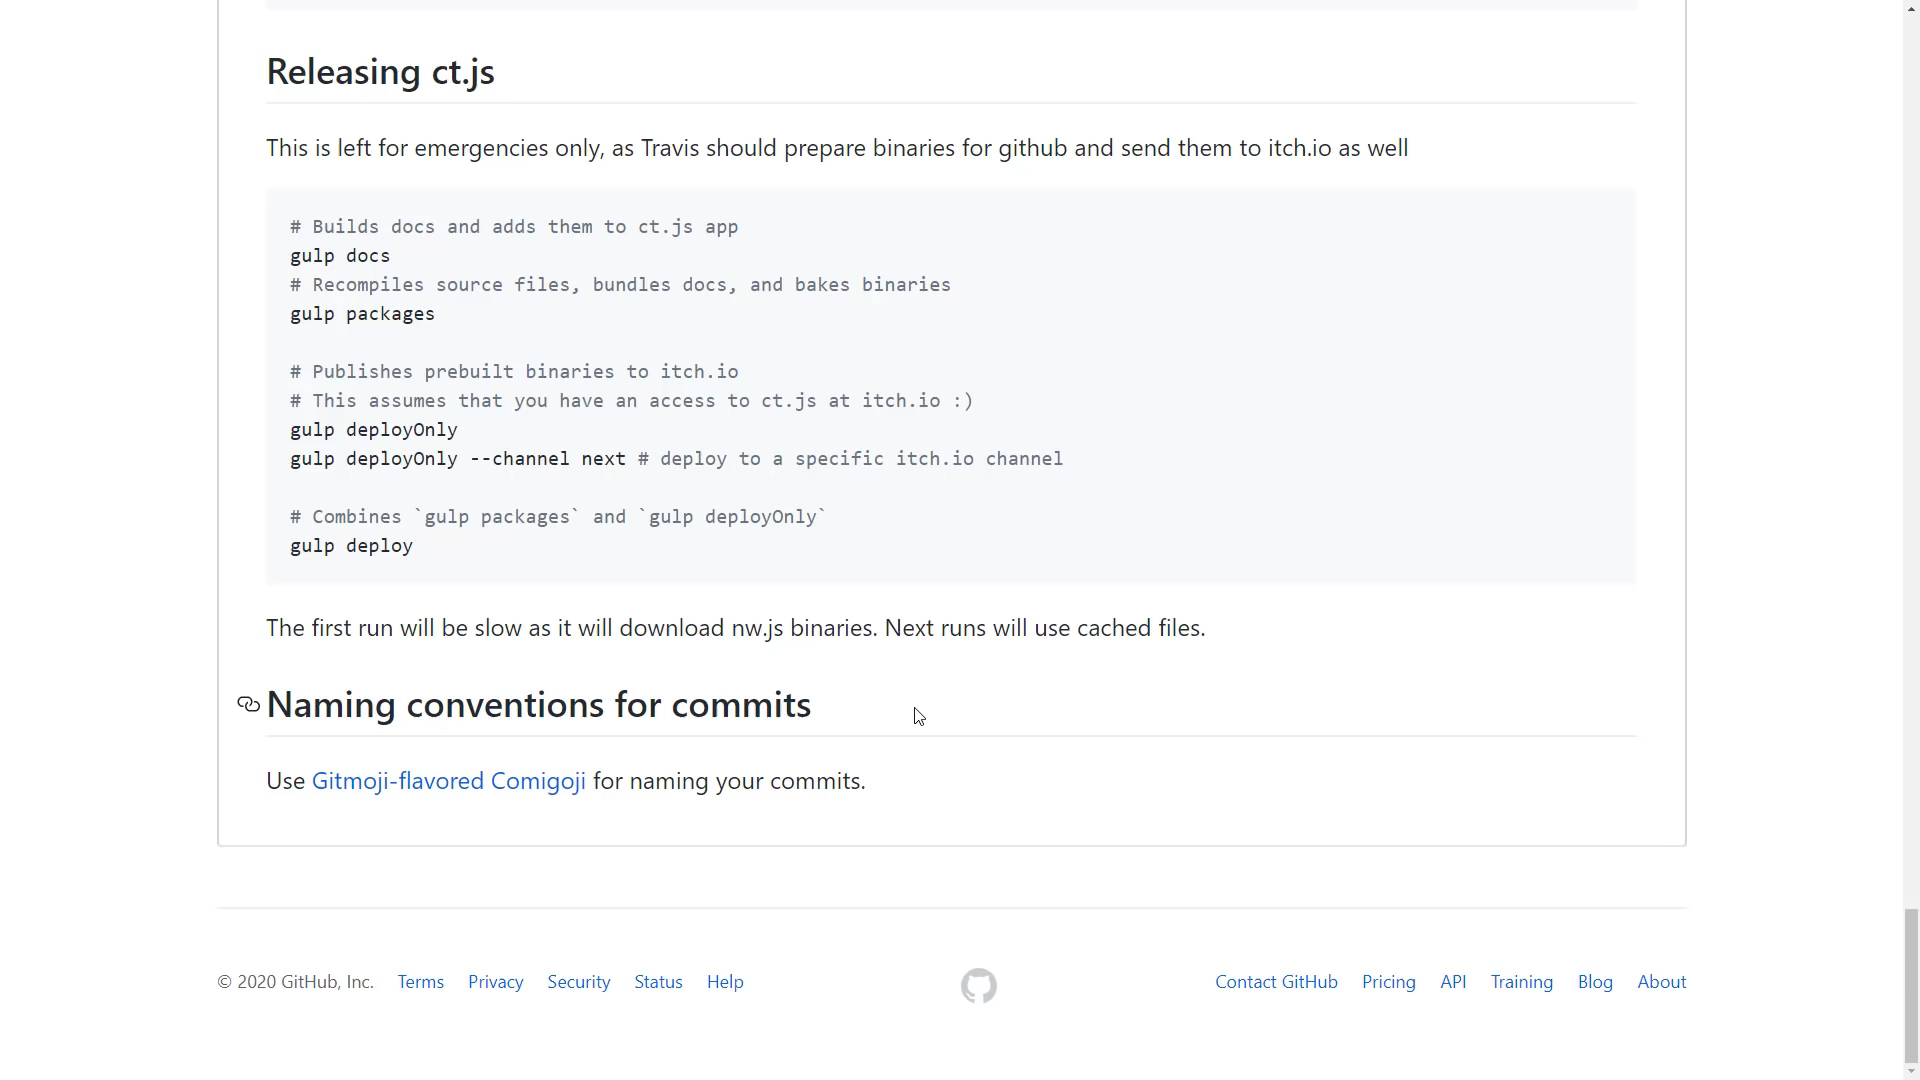 Releasing ct.js
This is left for emergencies only, as Travis should prepare binaries for github and send them to itch.io as well
# Builds docs and adds them to ct.js app
gulp docs
# Recompiles source files, bundles docs, and bakes binaries
gulp packages
# Publishes prebuilt binaries to itch.io
# This assumes that you have an access to ct.js at itch.io :)
gulp deployOnly
gulp deployOnly --channel next # deploy to a specific itch.io channel
# Combines `gulp packages` and `gulp deployOnly`
gulp deploy
The first run will be slow as it will download nw.js binaries. Next runs will use cached files.
Naming conventions for commits
Use Gitmoji-flavored Comigoji for naming your commits.
© 2020 GitHub, Inc. Terms Privacy Security Status Help Contact GitHub Pricing API Training Blog About